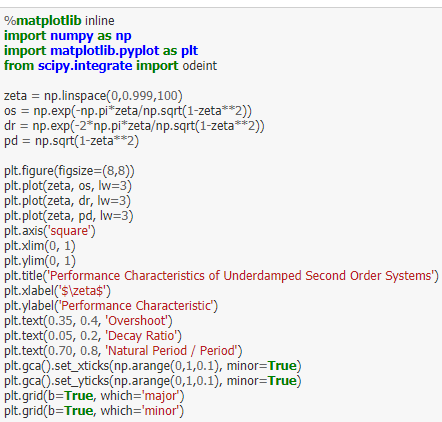 %matplotlib inline
import numpy as np
import matplotlib.pyplot as plt
from scipy.integrate import odeint
zeta = np.linspace(0,0.999,100)
os = np.exp(-np.pi*zeta/np.sqrt(1-zeta**2))
dr = np.exp(-2*np.pi*zeta/np.sqrt(1-zeta**2))
pd = np.sqrt(1-zeta**2)
plt.figure(figsize=(8,8))
plt.plot(zeta, os, lw=3)
plt.plot(zeta, dr, lw=3)
plt.plot(zeta, pd, lw=3)
plt.axis('square')
plt.xlim(0, 1)
plt.ylim(0, 1)
plt.title('Performance Characteristics of Underdamped Second Order Systems')
plt.xlabel('$\zeta$')
plt.ylabel('Performance Characteristic')
plt.text(0.35, 0.4, 'Overshoot')
plt.text(0.05, 0.2, 'Decay Ratio')
plt.text(0.70, 0.8, 'Natural Period / Period')
plt.gca().set_xticks(np.arange(0,1,0.1), minor=True)
plt.gca().set_yticks(np.arange(0,1,0.1), minor=True)
plt.grid(b=True, which='major')
plt.grid(b=True, which='minor')